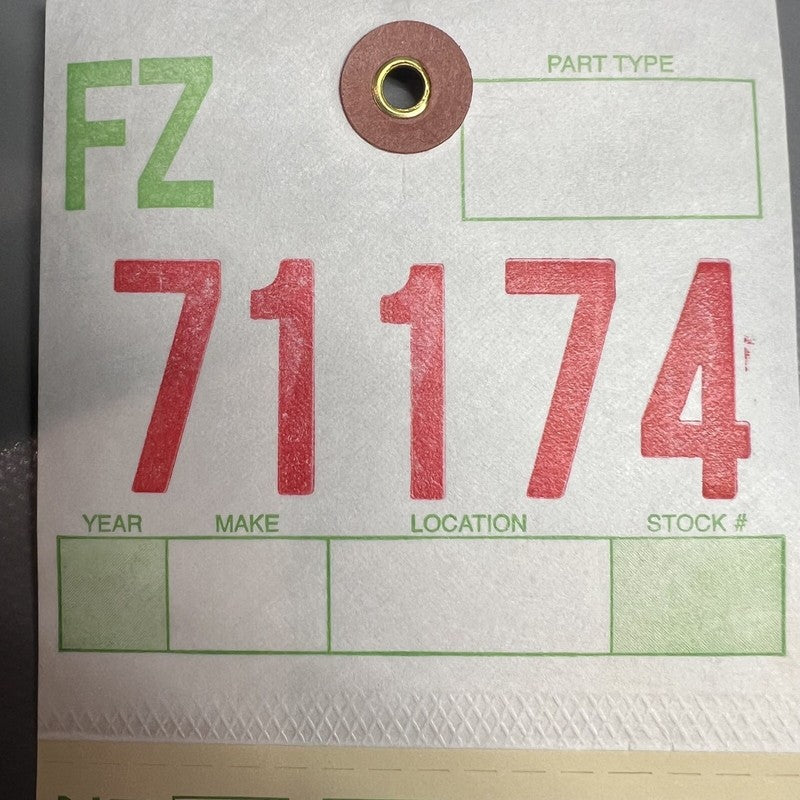 FZ
PART TYPE
71174
YEAR MAKE LOCATION STOCK #